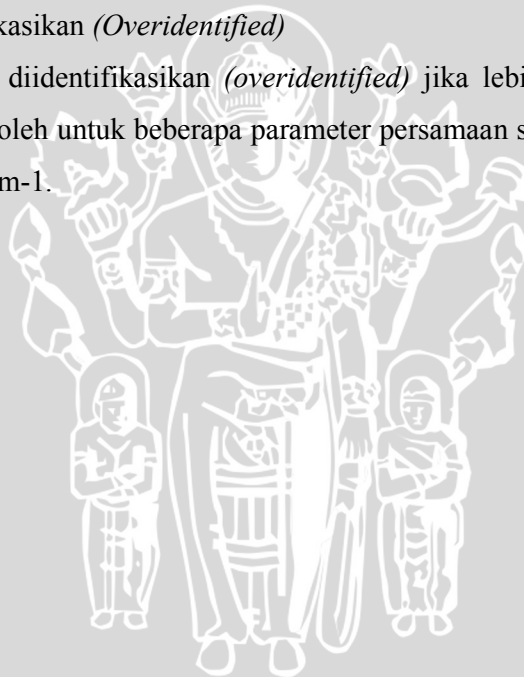 kasikan (Overidentified)
diidentifikasikan (overidentified) jika lebi
oleh untuk beberapa parameter persamaan s
m-1.